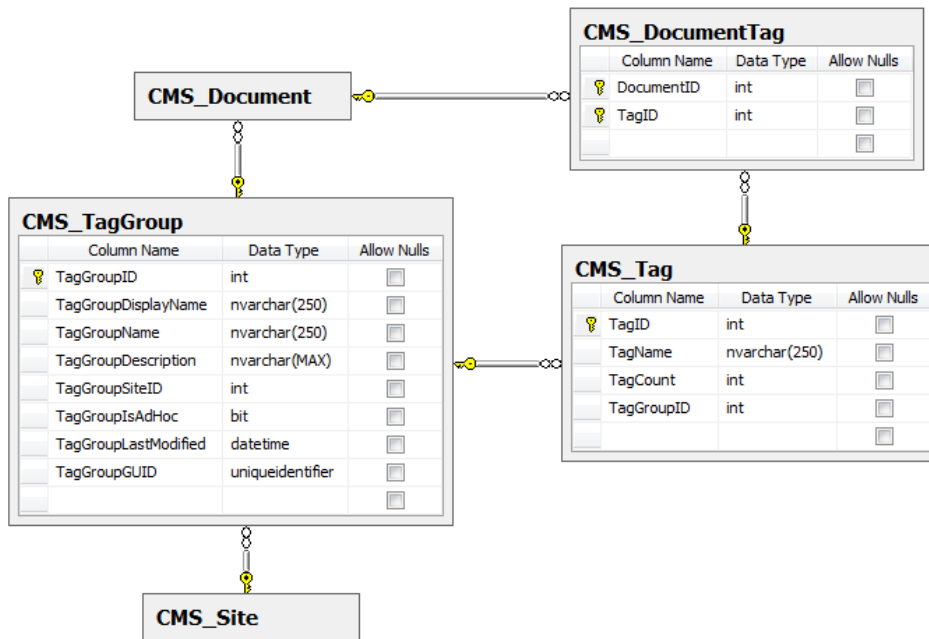 CMS_DocumentTag
Column Name Data Type Allow Nulls
DocumentID int
TagID int
CMS_Document
CMS_TagGroup
Column Name Data Type Allow Nulls
TagGroupID int
TagGroupDisplayName nvarchar(250)
TagGroupName nvarchar(250)
TagGroupDescription nvarchar(MAX)
TagGroupSiteID int
TagGroupIsAdHoc bit
TagGroupLastModified datetime
TagGroupGUID uniqueidentifier
CMS_Tag
Column Name Data Type Allow Nulls
TagID int
TagName nvarchar(250)
TagCount int
TagGroupID int
CMS_Site